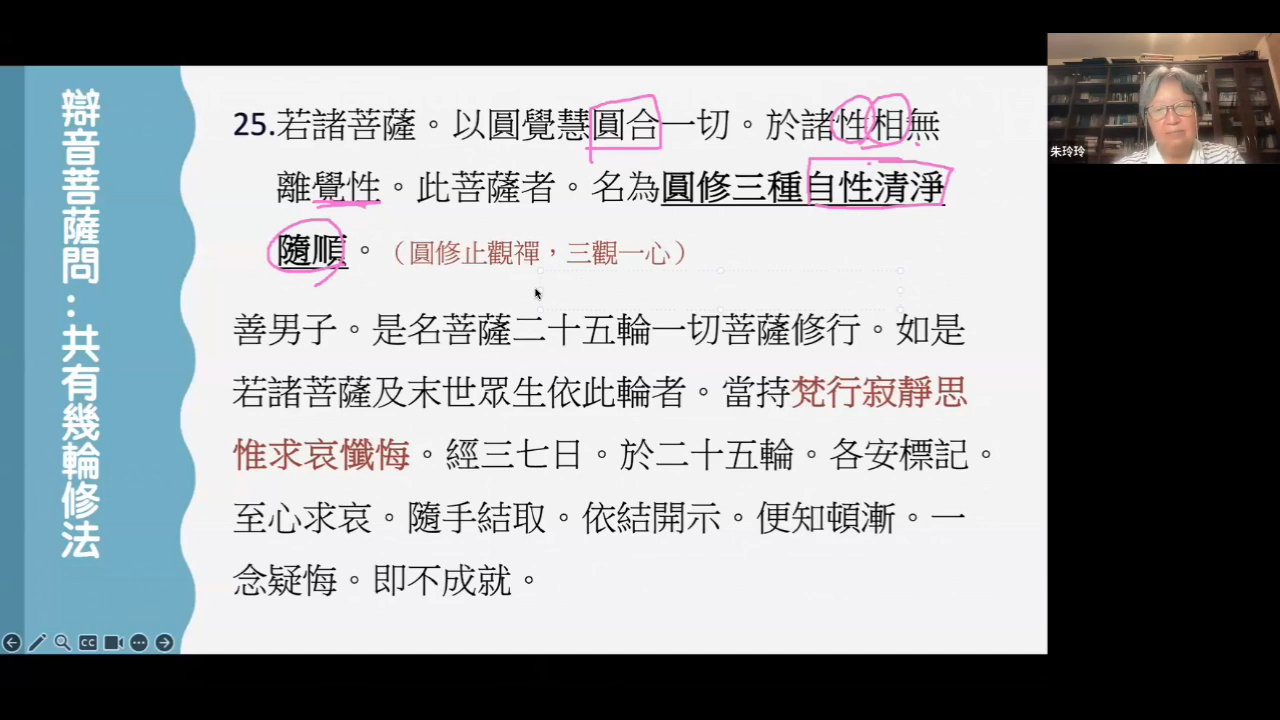 辯音菩薩問：共有幾輪修法
25.若諸菩薩。以圓覺慧圓合一切。於諸性相無
離覺性。此菩薩者。名為圓修三種自性清淨
隨順。（圓修止觀禪，三觀一心）
善男子。是名菩薩二十五輪一切菩薩修行。如是
若諸菩薩及末世眾生依此輪者。當持梵行寂靜思
惟求哀懺悔。經三七日。於二十五輪。各安標記。
至心求哀。隨手結取。依結開示。便知頓漸。一
念疑悔。即不成就。
朱玲玲
CC